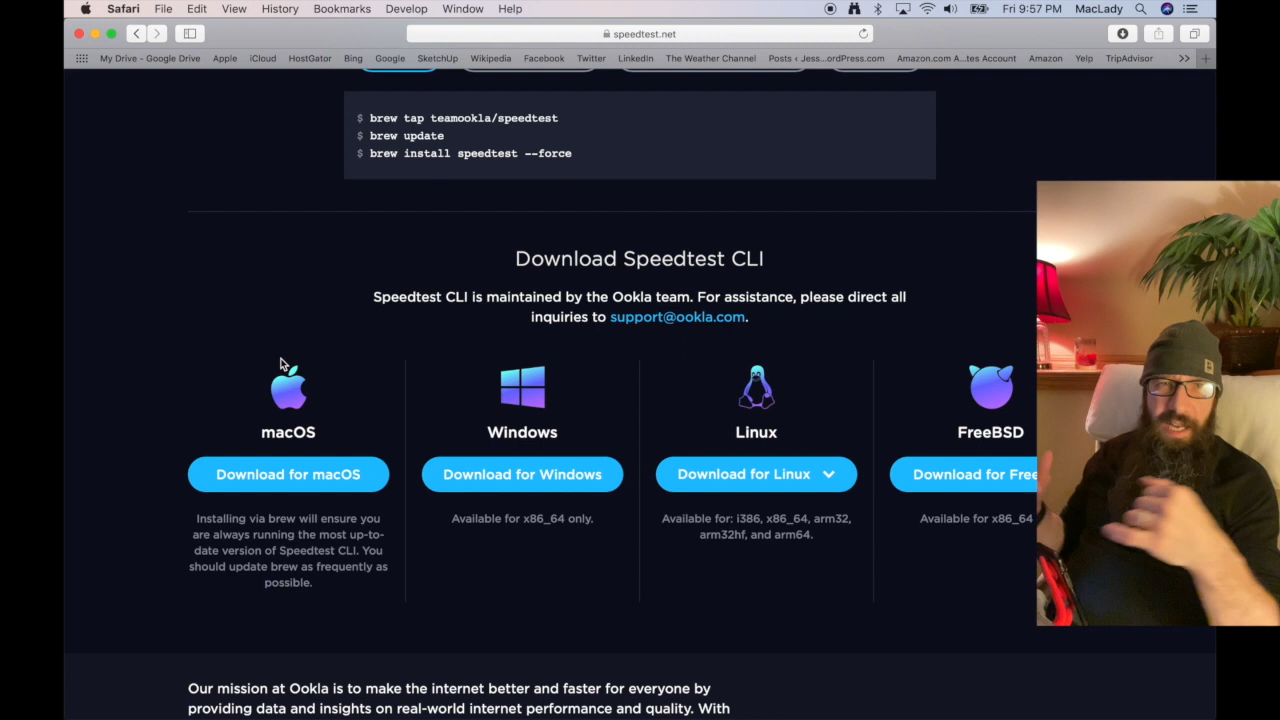 Safari File Edit View History Bookmarks Develop Window Help Fri 9:57 PM MacLady
speedtest.net
My Drive - Google Drive Apple iCloud HostGator Bing Google SketchUp Wikipedia Facebook Twitter LinkedIn The Weather Channel Posts ‹ Jess...ordPress.com Amazon.com A...tes Account Amazon Yelp TripAdvisor
$ brew tap teamookla/speedtest
$ brew update
$ brew install speedtest --force
Download Speedtest CLI
Speedtest CLI is maintained by the Ookla team. For assistance, please direct all
inquiries to support@ookla.com.
macOS
Download for macOS
Installing via brew will ensure you
are always running the most up-to-
date version of Speedtest CLI. You
should update brew as frequently as
possible.
Windows
Download for Windows
Available for x86_64 only.
Linux
Download for Linux
Available for: i386, x86_64, arm32,
arm32hf, and arm64.
FreeBSD
Download for Free
Available for x86_64
Our mission at Ookla is to make the internet better and faster for everyone by
providing data and insights on real-world internet performance and quality. With